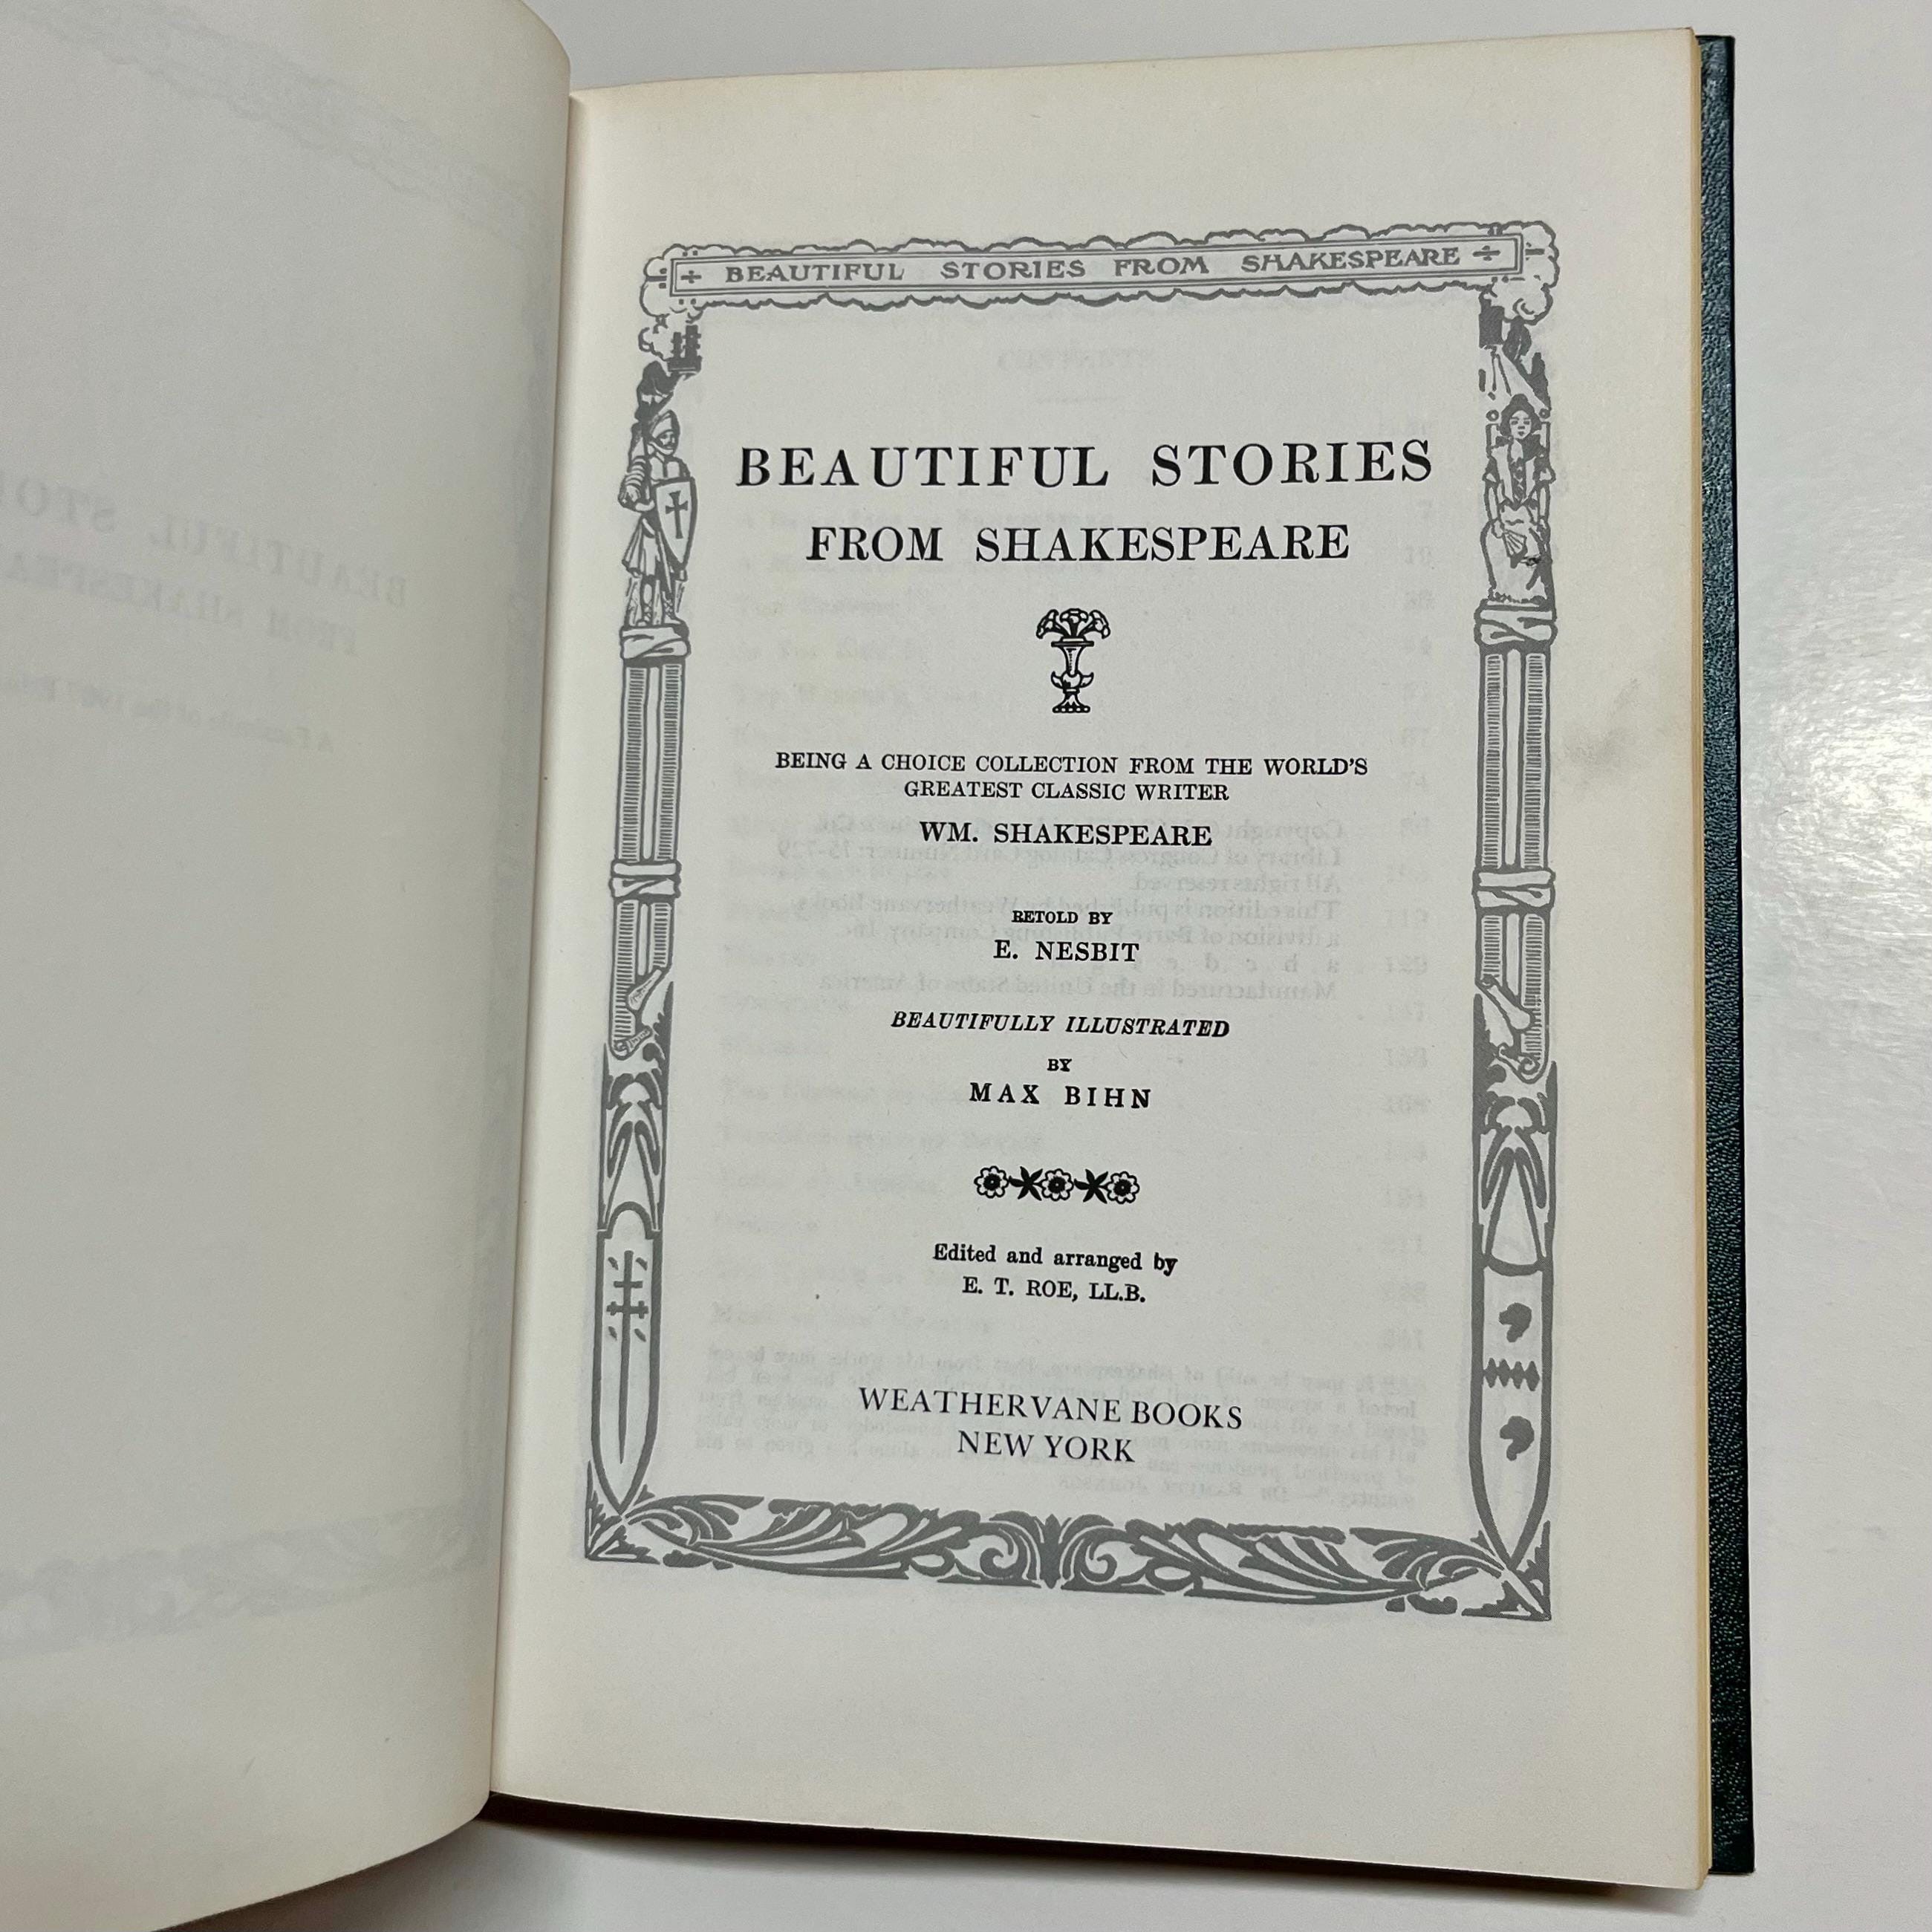 BEAUTIFUL STORIES FROM SHAKESPEARE
BEAUTIFUL STORIES
FROM SHAKESPEARE
BEING A CHOICE COLLECTION FROM THE WORLD'S
GREATEST CLASSIC WRITER
WM. SHAKESPEARE
RETOLD BY
E. NESBIT
BEAUTIFULLY ILLUSTRATED
BY
MAX BIHN
Edited and arranged by
E. T. ROE, LL.B.
WEATHERVANE BOOKS
NEW YORK